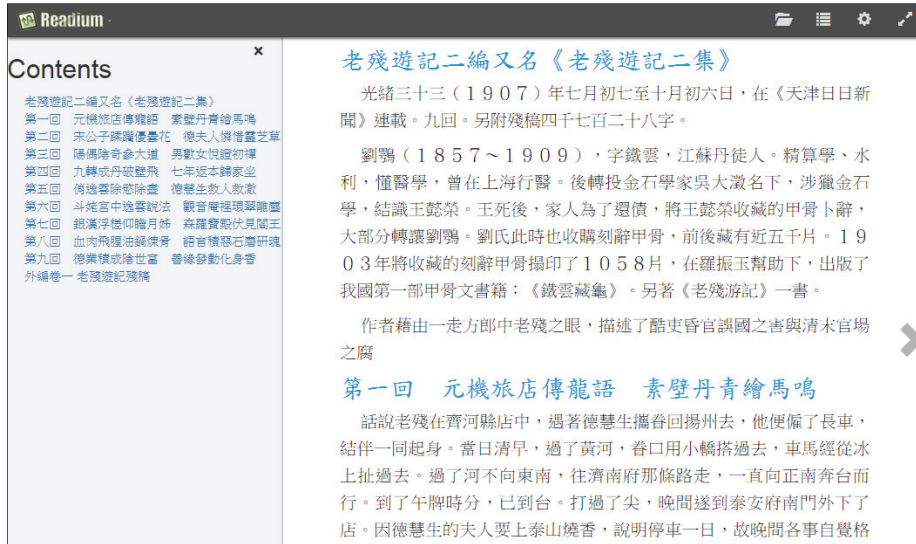 Readium
Contents
×
老殘遊記二編又名《老殘遊記二集》
第一回　元機旅店傳龍語　素壁丹青繪馬鳴
第二回　宋公子蹂躪優曇花　德夫人憐惜靈芝草
第三回　陽偶陰奇參大道　男歡女悅證初禪
第四回　九轉成丹破壁飛　七年返本歸家坐
第五回　俏逸雲除慾除盡　德慧生救人救澈
第六回　斗姥宮中逸雲說法　觀音庵裡環翠離塵
第七回　銀漢浮槎仰瞻月姊　森羅寶殿伏見閻王
第八回　血肉飛腥油鍋煉骨　語言積惡石磨研魂
第九回　德業積成陰世富　善緣發動化身香
外編卷一 老殘遊記殘稿
老殘遊記二編又名《老殘遊記二集》
光緒三十三（１９０７）年七月初七至十月初六日，在《天津日日新
聞》連載。九回。另附殘稿四千七百二十八字。
劉鶚（１８５７～１９０９），字鐵雲，江蘇丹徒人。精算學、水
利，懂醫學，曾在上海行醫。後轉投金石學家吳大澂名下，涉獵金石
學，結識王懿榮。王死後，家人為了還債，將王懿榮收藏的甲骨卜辭，
大部分轉讓劉鶚。劉氏此時也收購刻辭甲骨，前後藏有近五千片。１９
０３年將收藏的刻辭甲骨搨印了１０５８片，在羅振玉幫助下，出版了
我國第一部甲骨文書籍：《鐵雲藏龜》。另著《老殘游記》一書。
作者藉由一走方郎中老殘之眼，描述了酷吏昏官誤國之害與清末官場
之腐
第一回　元機旅店傳龍語　素壁丹青繪馬鳴
話說老殘在齊河縣店中，遇著德慧生攜眷回揚州去，他便僱了長車，
結伴一同起身。當日清早，過了黃河，眷口用小轎搭過去，車馬經從冰
上扯過去。過了河不向東南，往濟南府那條路走，一直向正南奔台而
行。到了午牌時分，已到台。打過了尖，晚間遂到泰安府南門外下了
店。因德慧生的夫人要上泰山燒香，說明停車一日，故晚間各事自覺格